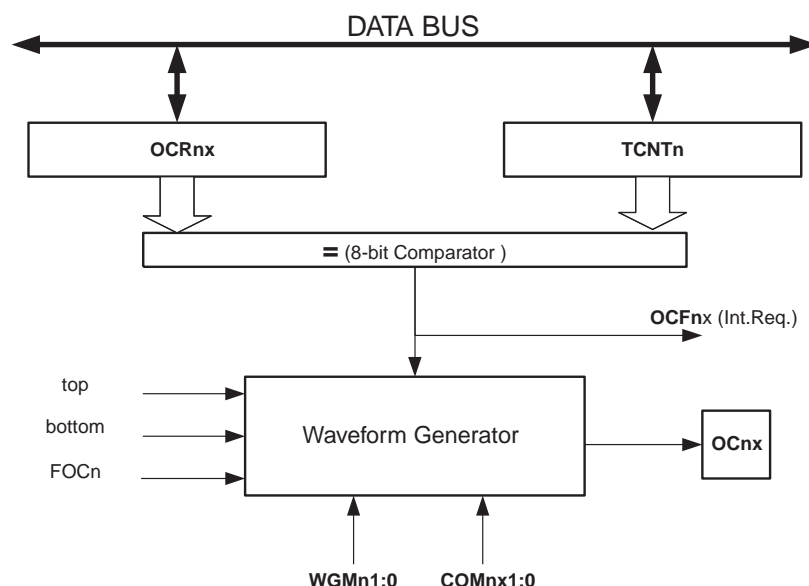 DATA BUS
OCRnx
TCNTn
= (8-bit Comparator )
OCFnx (Int.Req.)
top
bottom
FOCn
Waveform Generator
OCnx
WGMn1:0
COMnx1:0